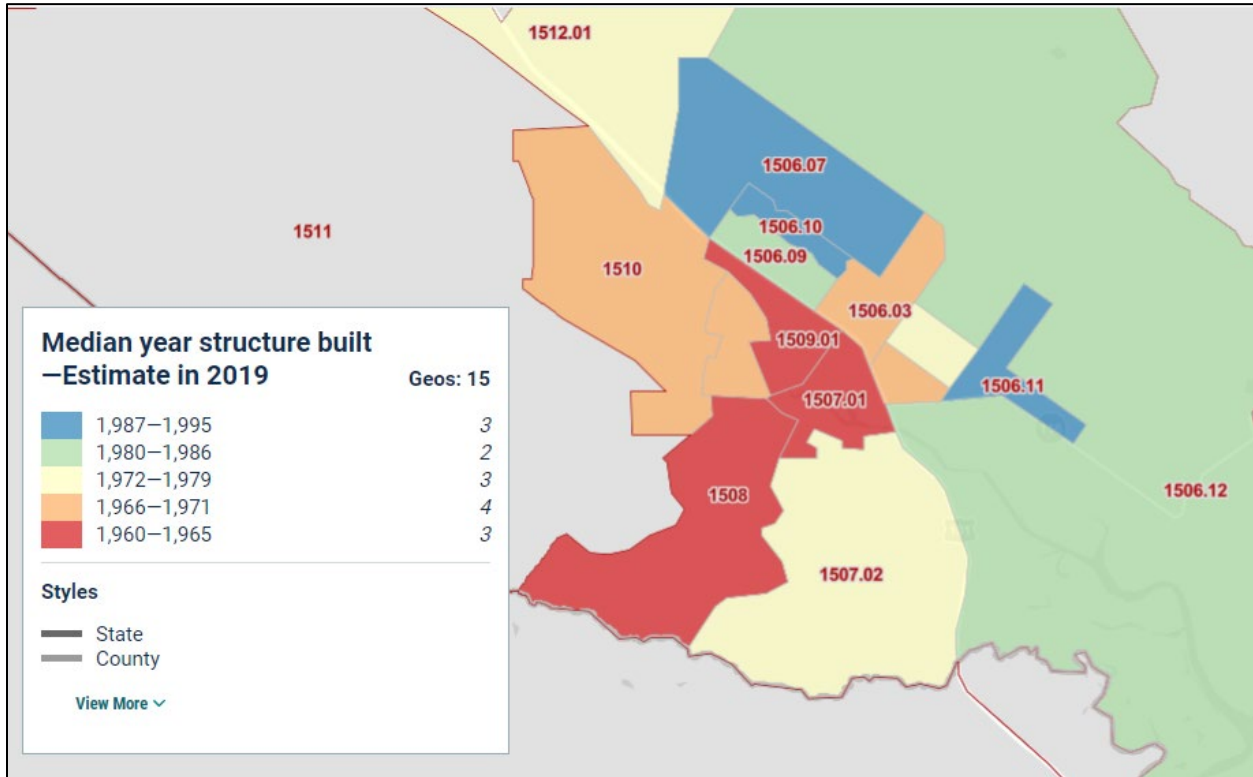 1512.01
1506.07
1506.10
1511
1506.09
1510
1506.03
1509.01
1506.11
1507.01
1508
1506.12
1507.02
Median year structure built
—Estimate in 2019
Geos: 15
1,987—1,995 3
1,980—1,986 2
1,972—1,979 3
1,966—1,971 4
1,960—1,965 3
Styles
State
County
View More